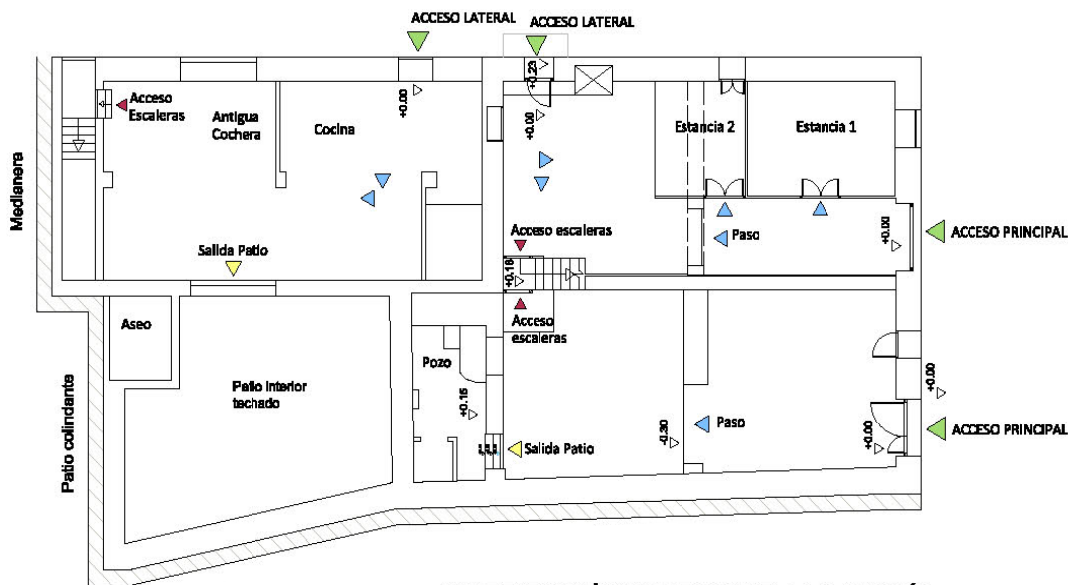 ACCESO LATERAL
ACCESO LATERAL
+0.23
+0.00
+0.00
Acceso
Escaleras
Antigua
Cochera
Cocina
Estancia 2
Estancia 1
Medianera
Acceso escaleras
Paso
+0.00
ACCESO PRINCIPAL
Salida Patio
+0.18
Aseo
Acceso
escaleras
Pozo
Patio interior
techado
+0.15
+0.00
Patio colindante
Salida Patio
-0.30
Paso
+0.00
ACCESO PRINCIPAL